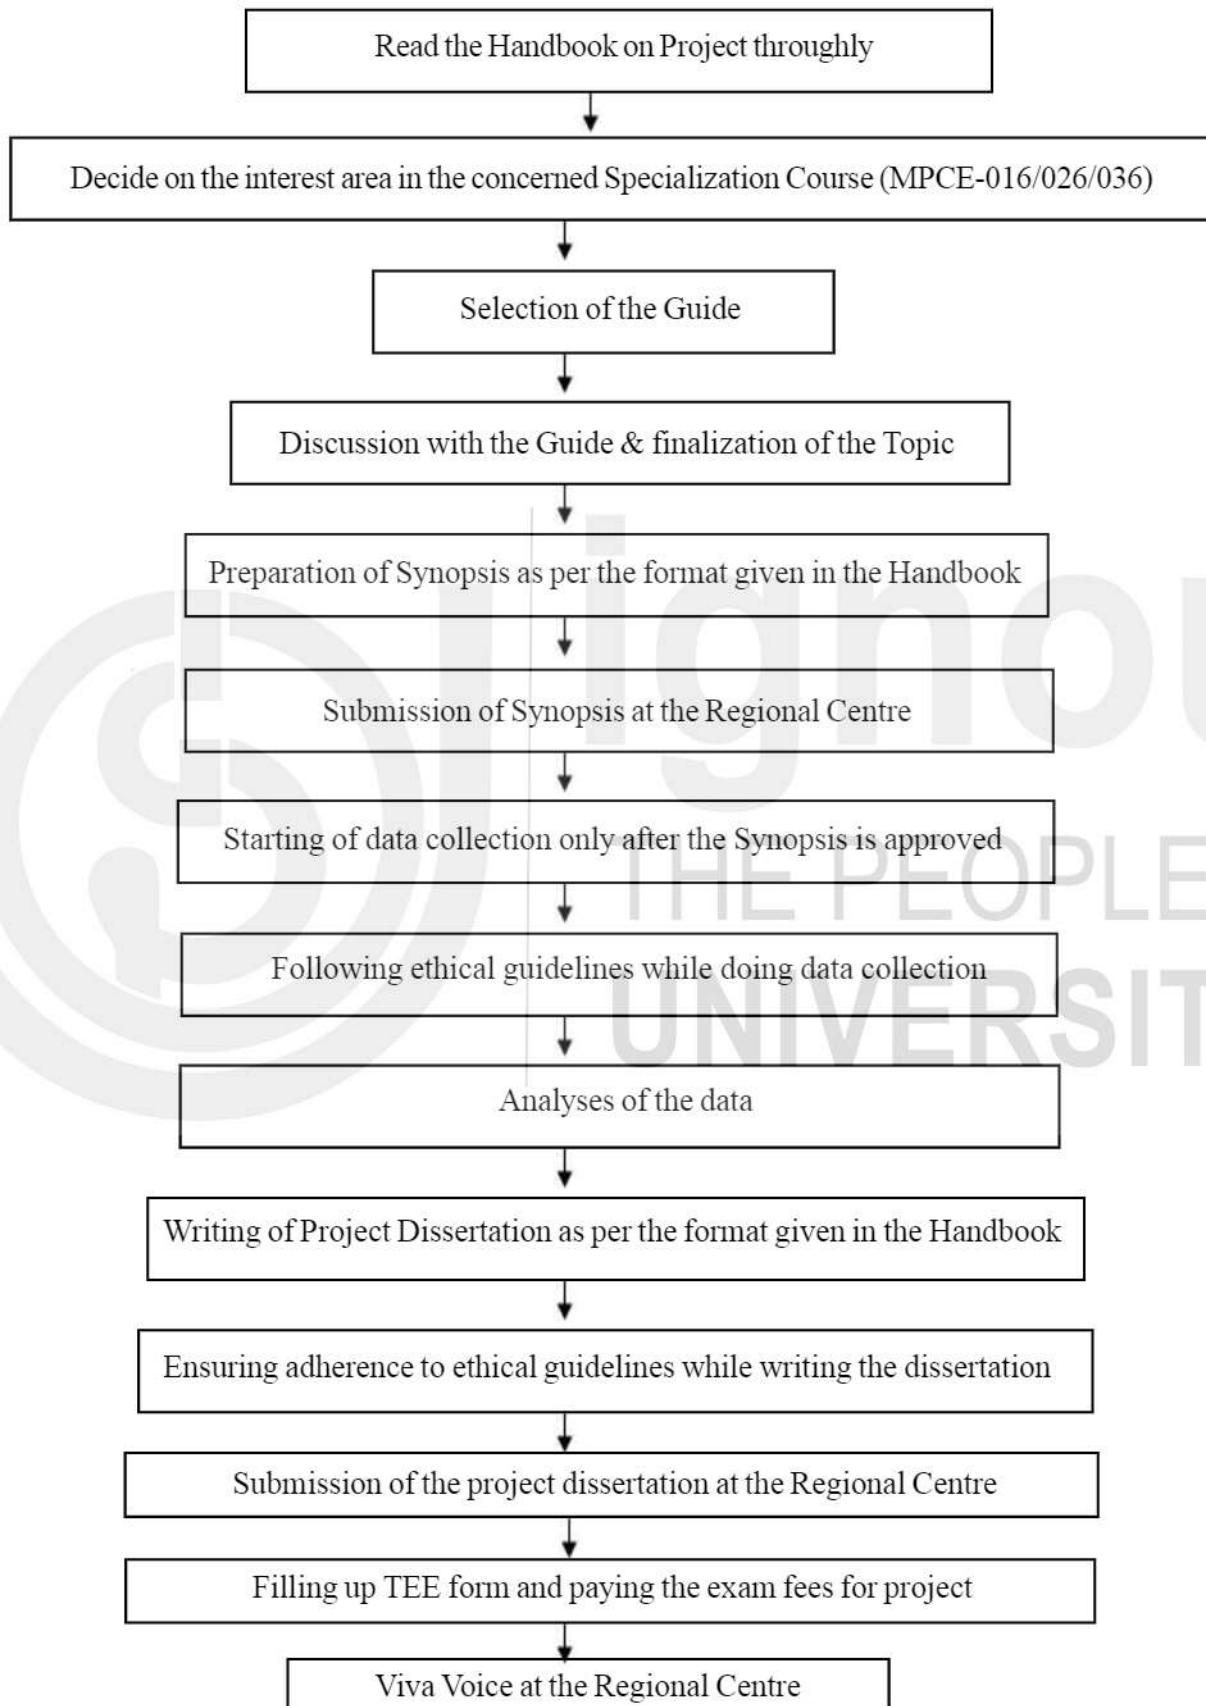 Read the Handbook on Project throughly
Decide on the interest area in the concerned Specialization Course (MPCE-016/026/036)
Selection of the Guide
Discussion with the Guide & finalization of the Topic
Preparation of Synopsis as per the format given in the Handbook
Submission of Synopsis at the Regional Centre
Starting of data collection only after the Synopsis is approved
Following ethical guidelines while doing data collection
Analyses of the data
Writing of Project Dissertation as per the format given in the Handbook
Ensuring adherence to ethical guidelines while writing the dissertation
Submission of the project dissertation at the Regional Centre
Filling up TEE form and paying the exam fees for project
Viva Voice at the Regional Centre
ignou
THE PEOPLE
UNIVERSIT